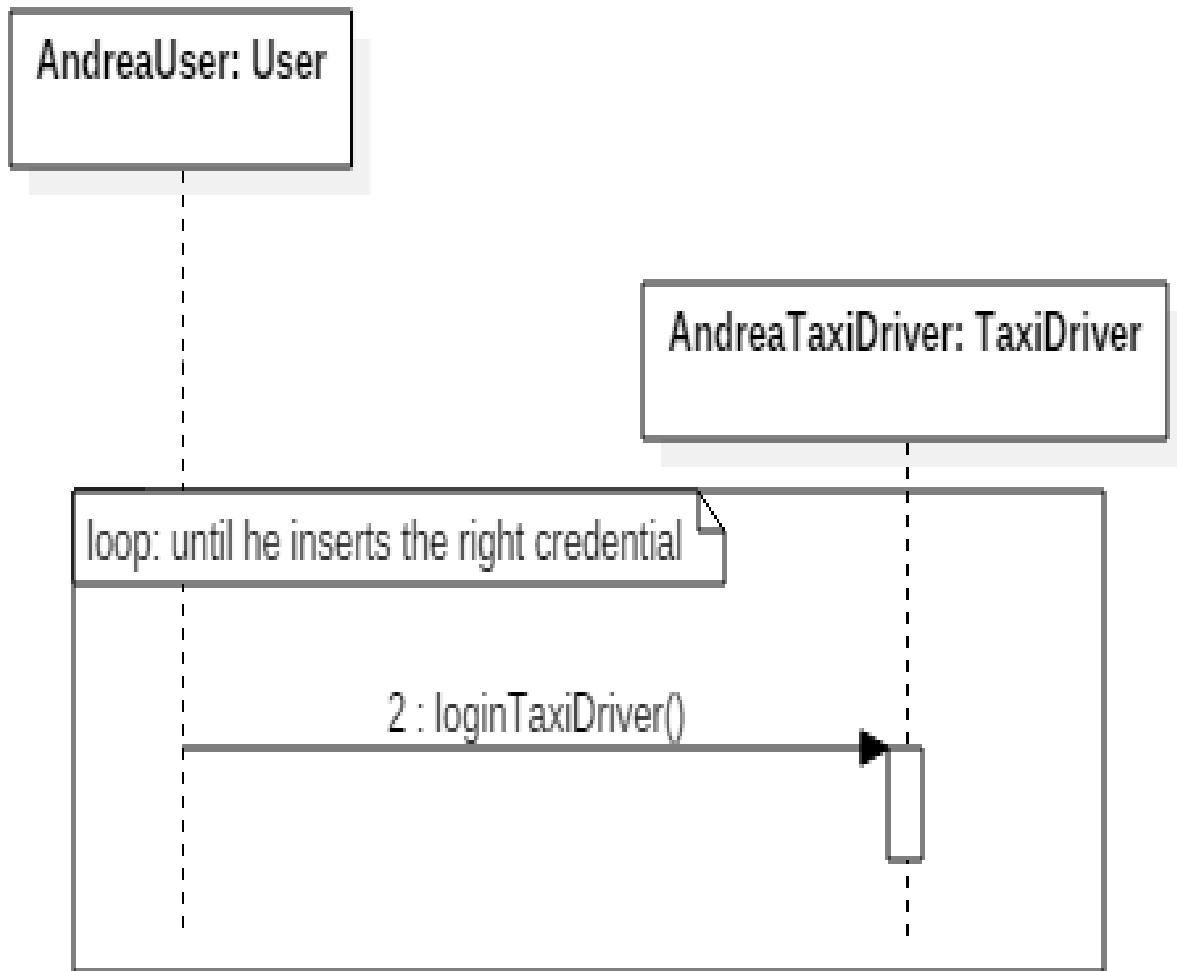 AndreaUser: User
AndreaTaxiDriver: TaxiDriver
loop: until he inserts the right credential
2 : loginTaxiDriver()